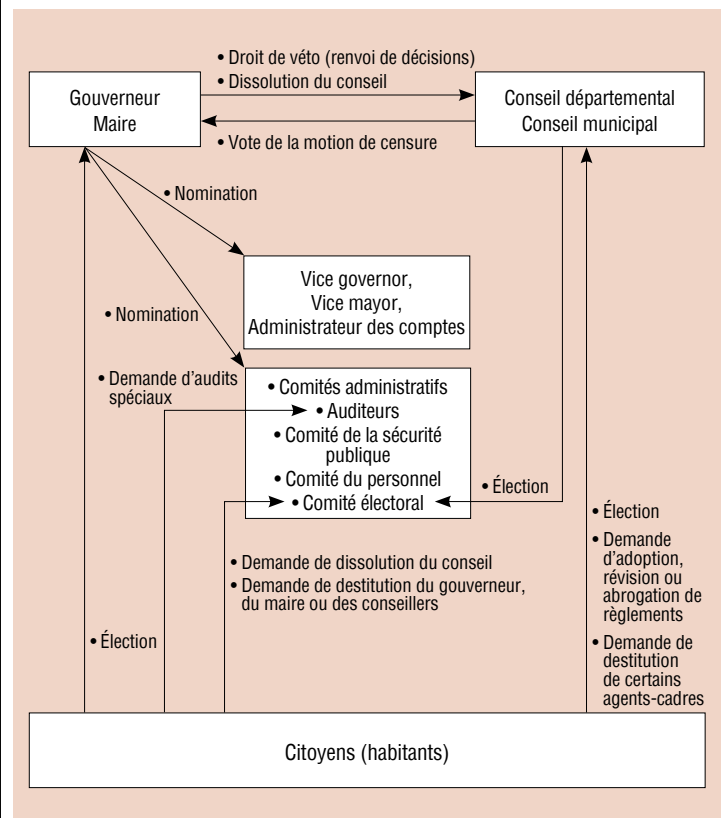 • Droit de véto (renvoi de décisions)
• Dissolution du conseil
Gouverneur
Maire
Conseil départemental
Conseil municipal
• Vote de la motion de censure
• Nomination
Vice governor,
Vice mayor,
Administrateur des comptes
• Nomination
• Demande d'audits
spéciaux
• Comités administratifs
• Auditeurs
• Comité de la sécurité
publique
• Comité du personnel
• Comité électoral
• Élection
• Élection
• Demande
d'adoption,
révision ou
abrogation de
règlements
• Demande de
destitution
de certains
agents-cadres
• Demande de dissolution du conseil
• Demande de destitution du gouverneur,
du maire ou des conseillers
• Élection
Citoyens (habitants)